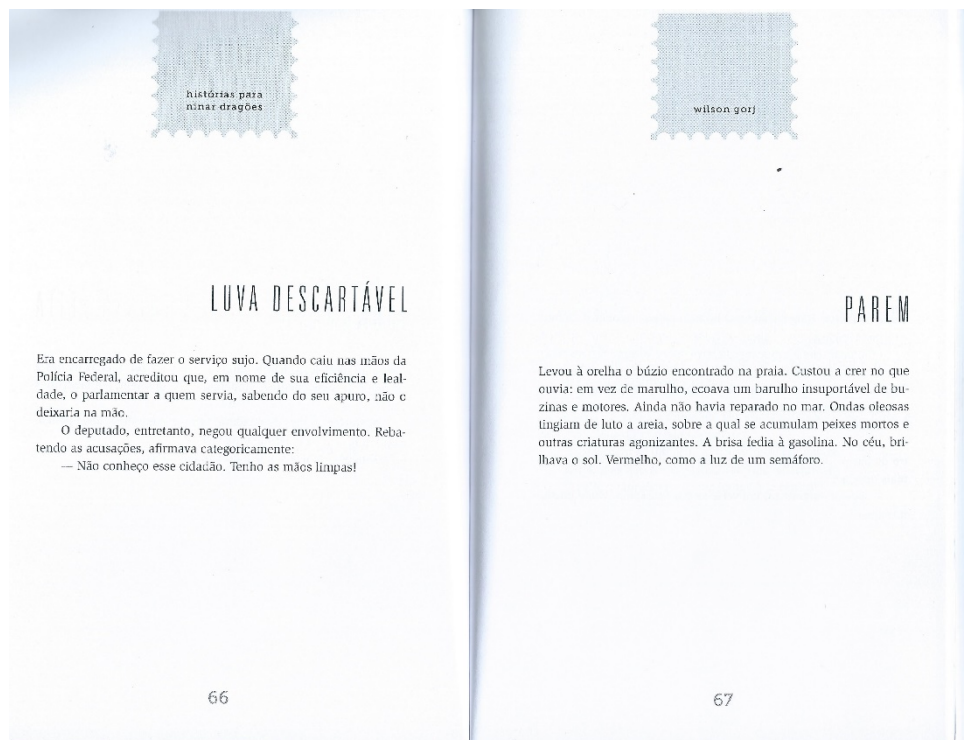 histórias para
ninar dragões
LUVA DESCARTÁVEL
Era encarregado de fazer o serviço sujo. Quando caiu nas mãos da
Polícia Federal, acreditou que, em nome de sua eficiência e leal-
dade, o parlamentar a quem servia, sabendo do seu apuro, não o
deixaria na mão.
O deputado, entretanto, negou qualquer envolvimento. Reba-
tendo as acusações, afirmava categoricamente:
— Não conheço esse cidadão. Tenho as mãos limpas!
66
wilson gorj
PAREM
Levou à orelha o búzio encontrado na praia. Custou a crer no que
ouvia: em vez de marulho, ecoava um barulho insuportável de bu-
zinas e motores. Ainda não havia reparado no mar. Ondas oleosas
tingiam de luto a areia, sobre a qual se acumulam peixes mortos e
outras criaturas agonizantes. A brisa fedia à gasolina. No céu, bri-
lhava o sol. Vermelho, como a luz de um semáforo.
67